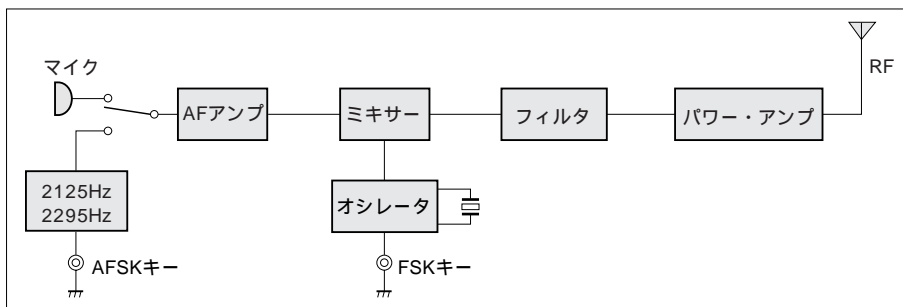 マイク
RF
AFアンプ
ミキサー
フィルタ
パワー・アンプ
2125Hz
2295Hz
オシレータ
AFSKキー
FSKキー